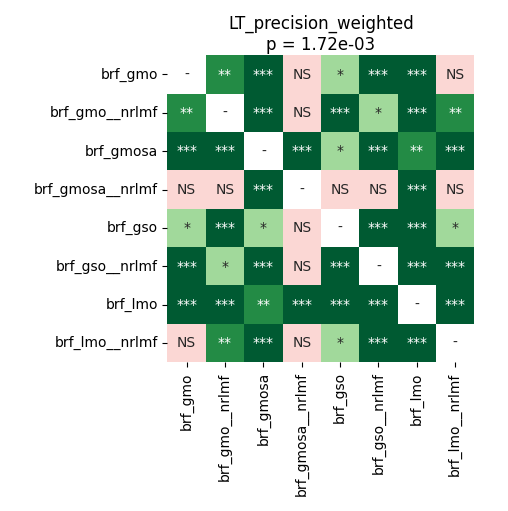 LT_precision_weighted
p = 1.72e-03
brf_gmo - ** *** NS * *** *** NS
brf_gmo__nrlmf ** - *** NS *** * *** **
brf_gmosa *** *** - *** * *** ** ***
brf_gmosa__nrlmf NS NS *** - NS NS *** NS
brf_gso * *** * NS - *** *** *
brf_gso__nrlmf *** * *** NS *** - *** ***
brf_lmo *** *** ** *** *** *** - ***
brf_lmo__nrlmf NS ** *** NS * *** *** -
brf_gmo
brf_gmo__nrlmf
brf_gmosa
brf_gmosa__nrlmf
brf_gso
brf_gso__nrlmf
brf_lmo
brf_lmo__nrlmf